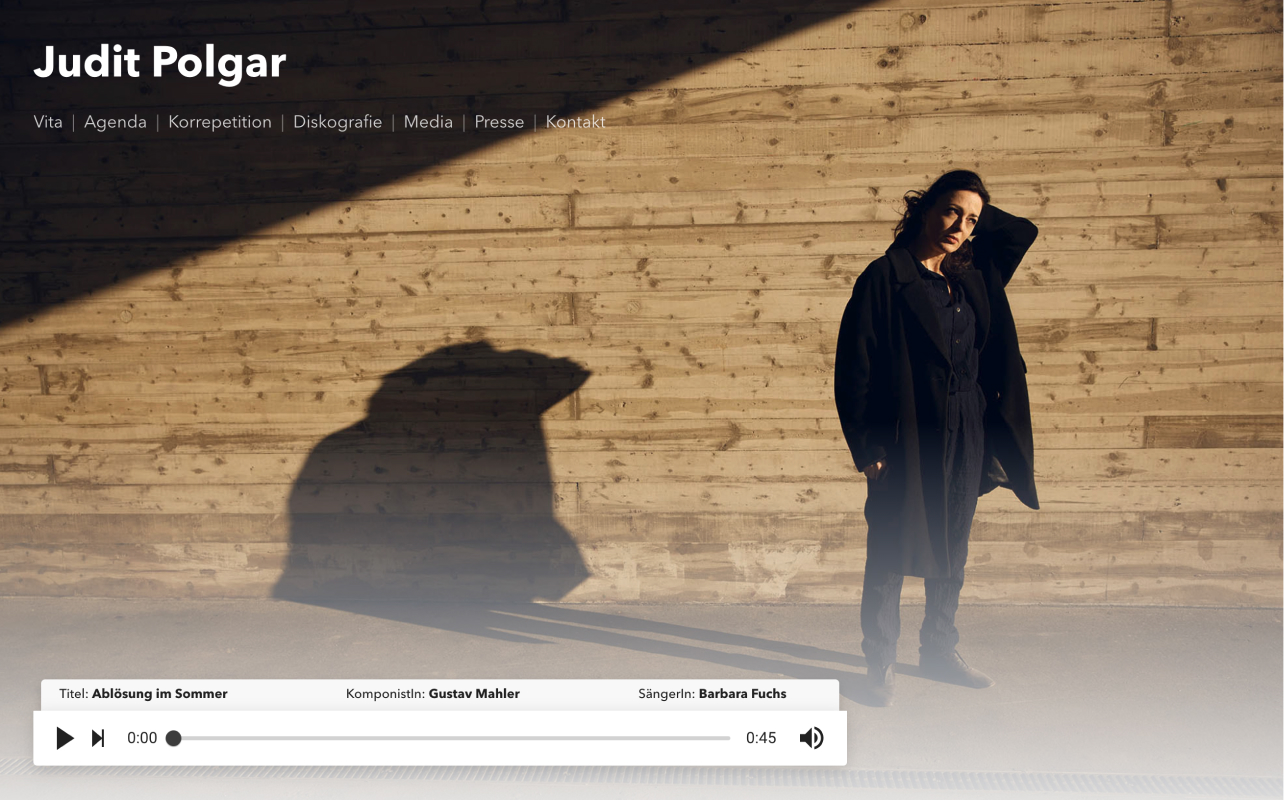 Judit Polgar
Vita | Agenda | Korrepetition | Diskografie | Media | Presse | Kontakt
Titel: Ablösung im Sommer KomponistIn: Gustav Mahler SängerIn: Barbara Fuchs
0:00 0:45